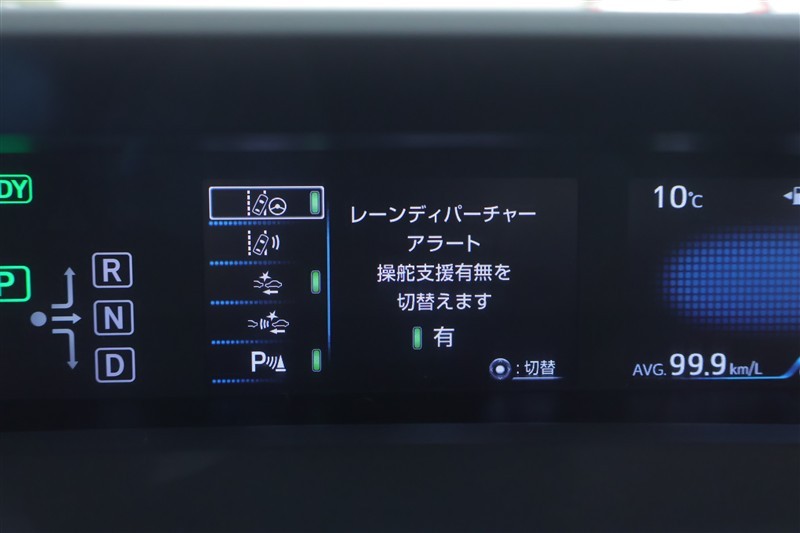 DY
P
R
N
D
P
レーンディパーチャー
アラート
操舵支援有無を
切替えます
有
:切替
10℃
AVG. 99.9 km/L